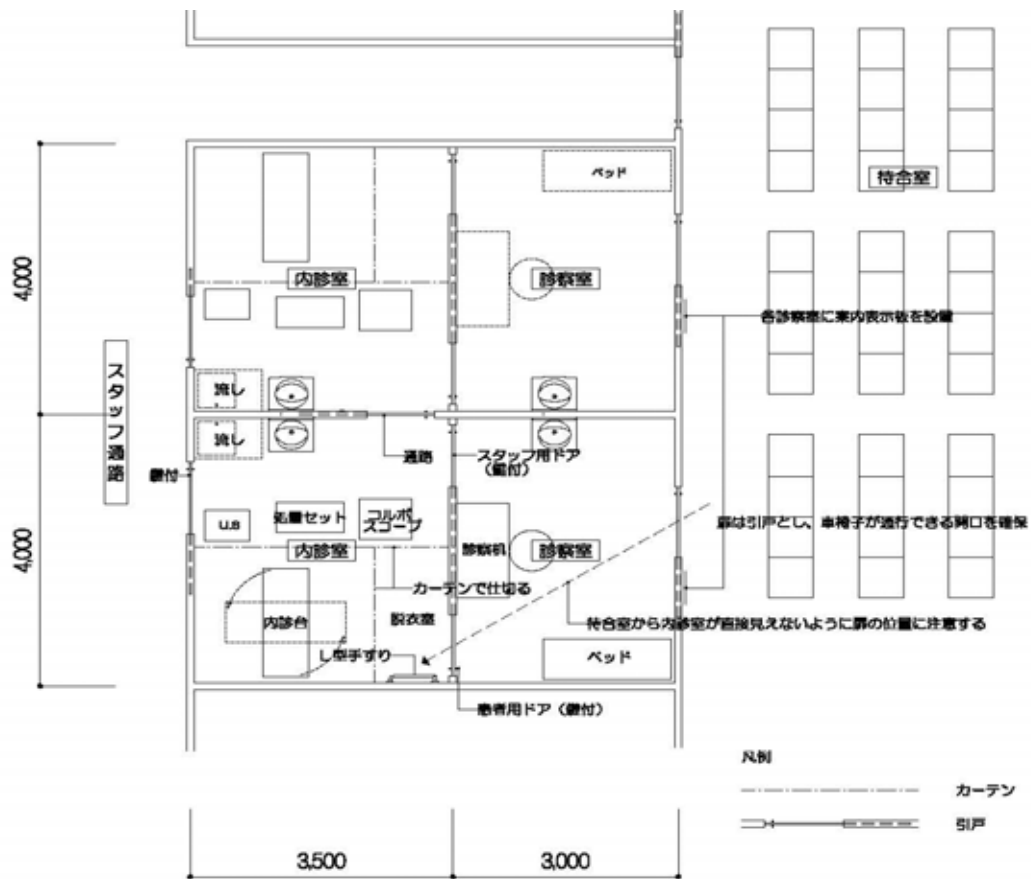 ベッド
待合室
4,000
内診室
診察室
各診察室に案内表示板を設置
流し
スタッフ通路
流し
通路
スタッフ用ドア
(鍵付)
鍵付
U.S
処置セット
コルポ
スコープ
扉は引戸とし、車椅子が通行できる開口を確保
診察机
内診室
診察室
4,000
カーテンで仕切る
内診台
脱衣室
待合室から内診室が直接見えないように扉の位置に注意する
L型手すり
ベッド
患者用ドア(鍵付)
凡例
カーテン
引戸
3,500
3,000